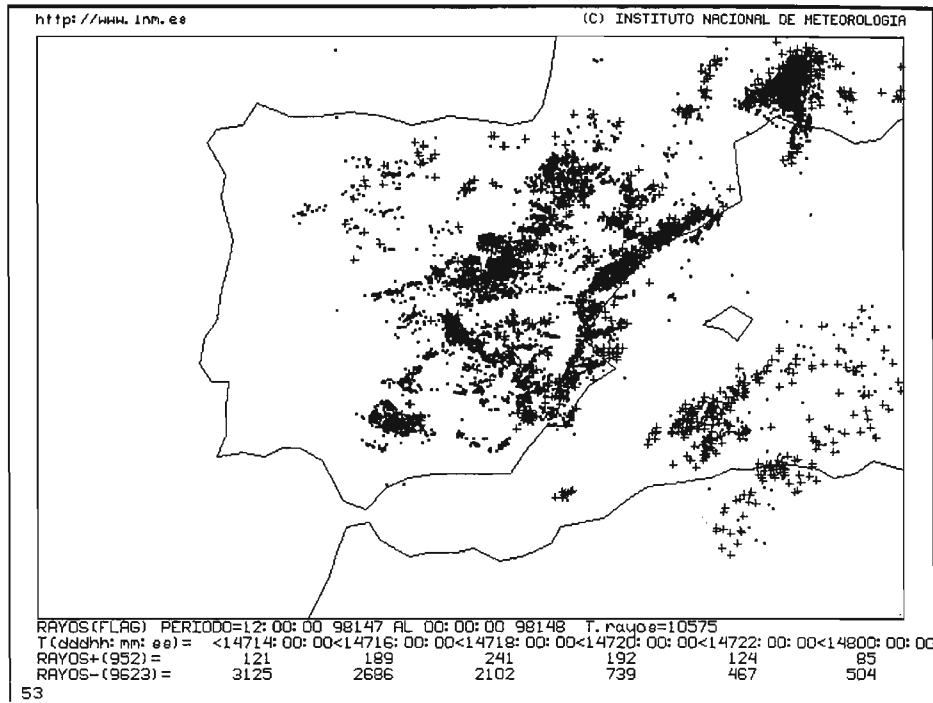 http://www.inm.es (C) INSTITUTO NACIONAL DE METEOROLOGIA
RAYOS(FLAG) PERIODO=12:00:00 98147 AL 00:00:00 98148 T.rayos=10575
T(dddhh:mm:ss)= <14714:00:00<14716:00:00<14718:00:00<14720:00:00<14722:00:00<14800:00:00
RAYOS+(952)= 121 189 241 192 124 85
RAYOS-(9623)= 3125 2686 2102 739 467 504
53